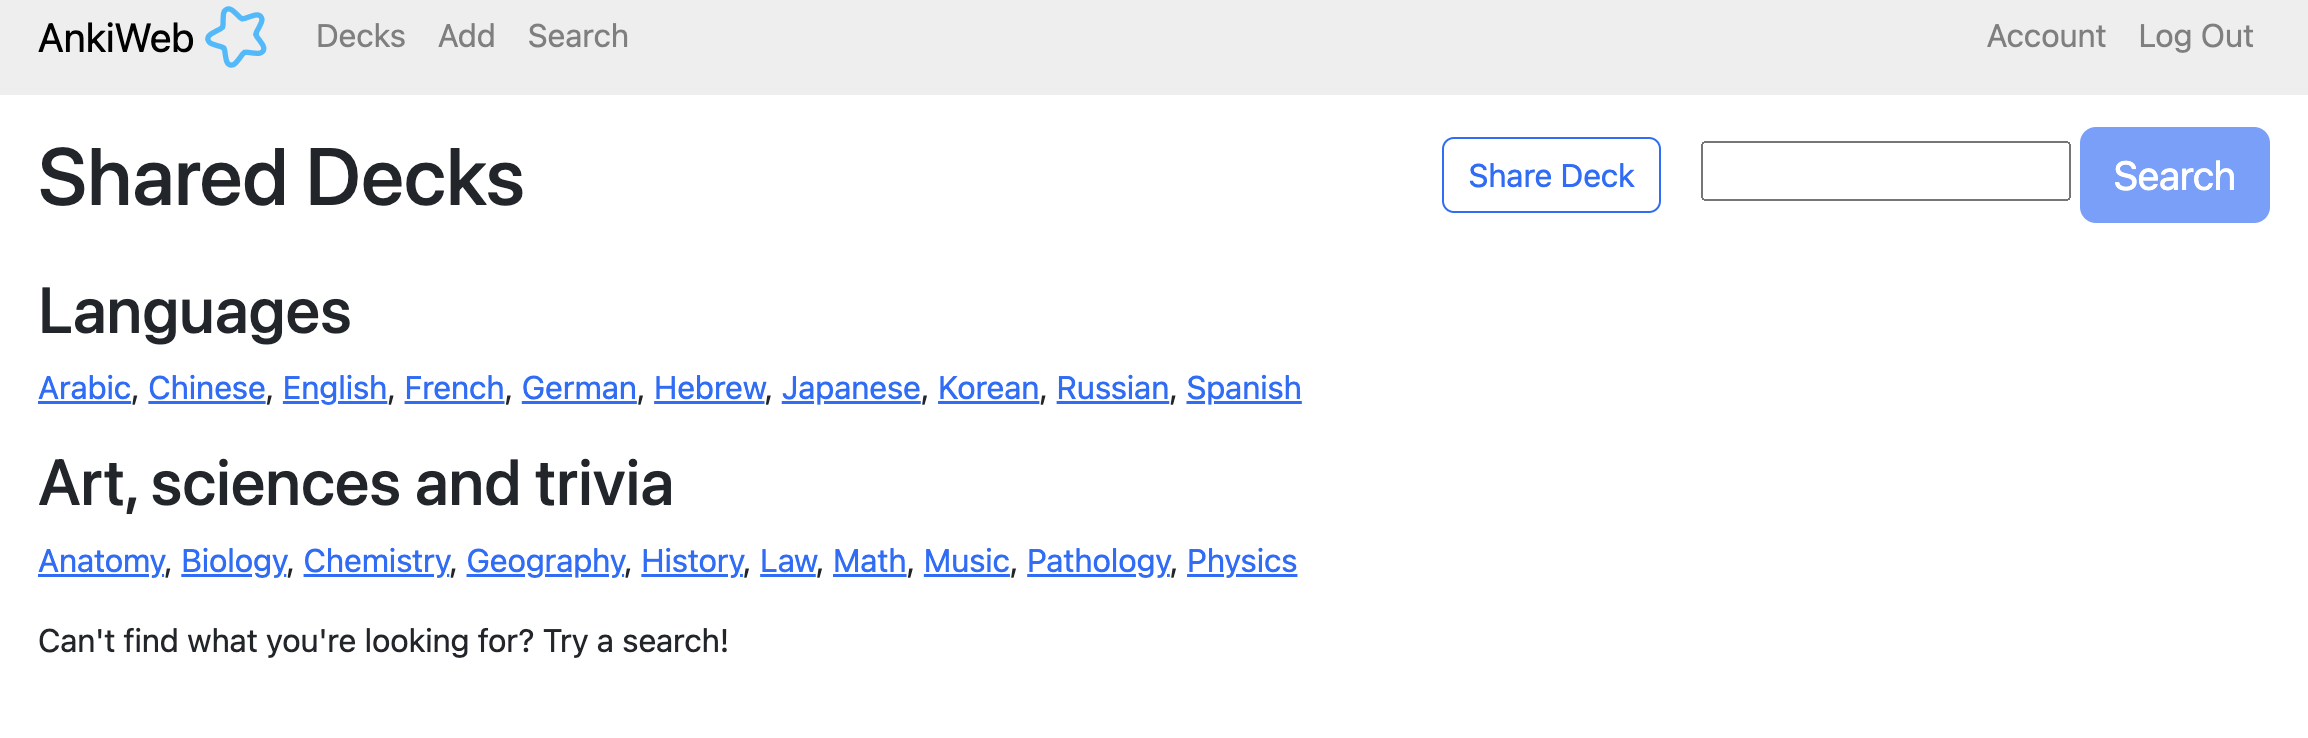 AnkiWeb Decks Add Search Account Log Out
Shared Decks Share Deck Search
Languages
Arabic, Chinese, English, French, German, Hebrew, Japanese, Korean, Russian, Spanish
Art, sciences and trivia
Anatomy, Biology, Chemistry, Geography, History, Law, Math, Music, Pathology, Physics
Can't find what you're looking for? Try a search!